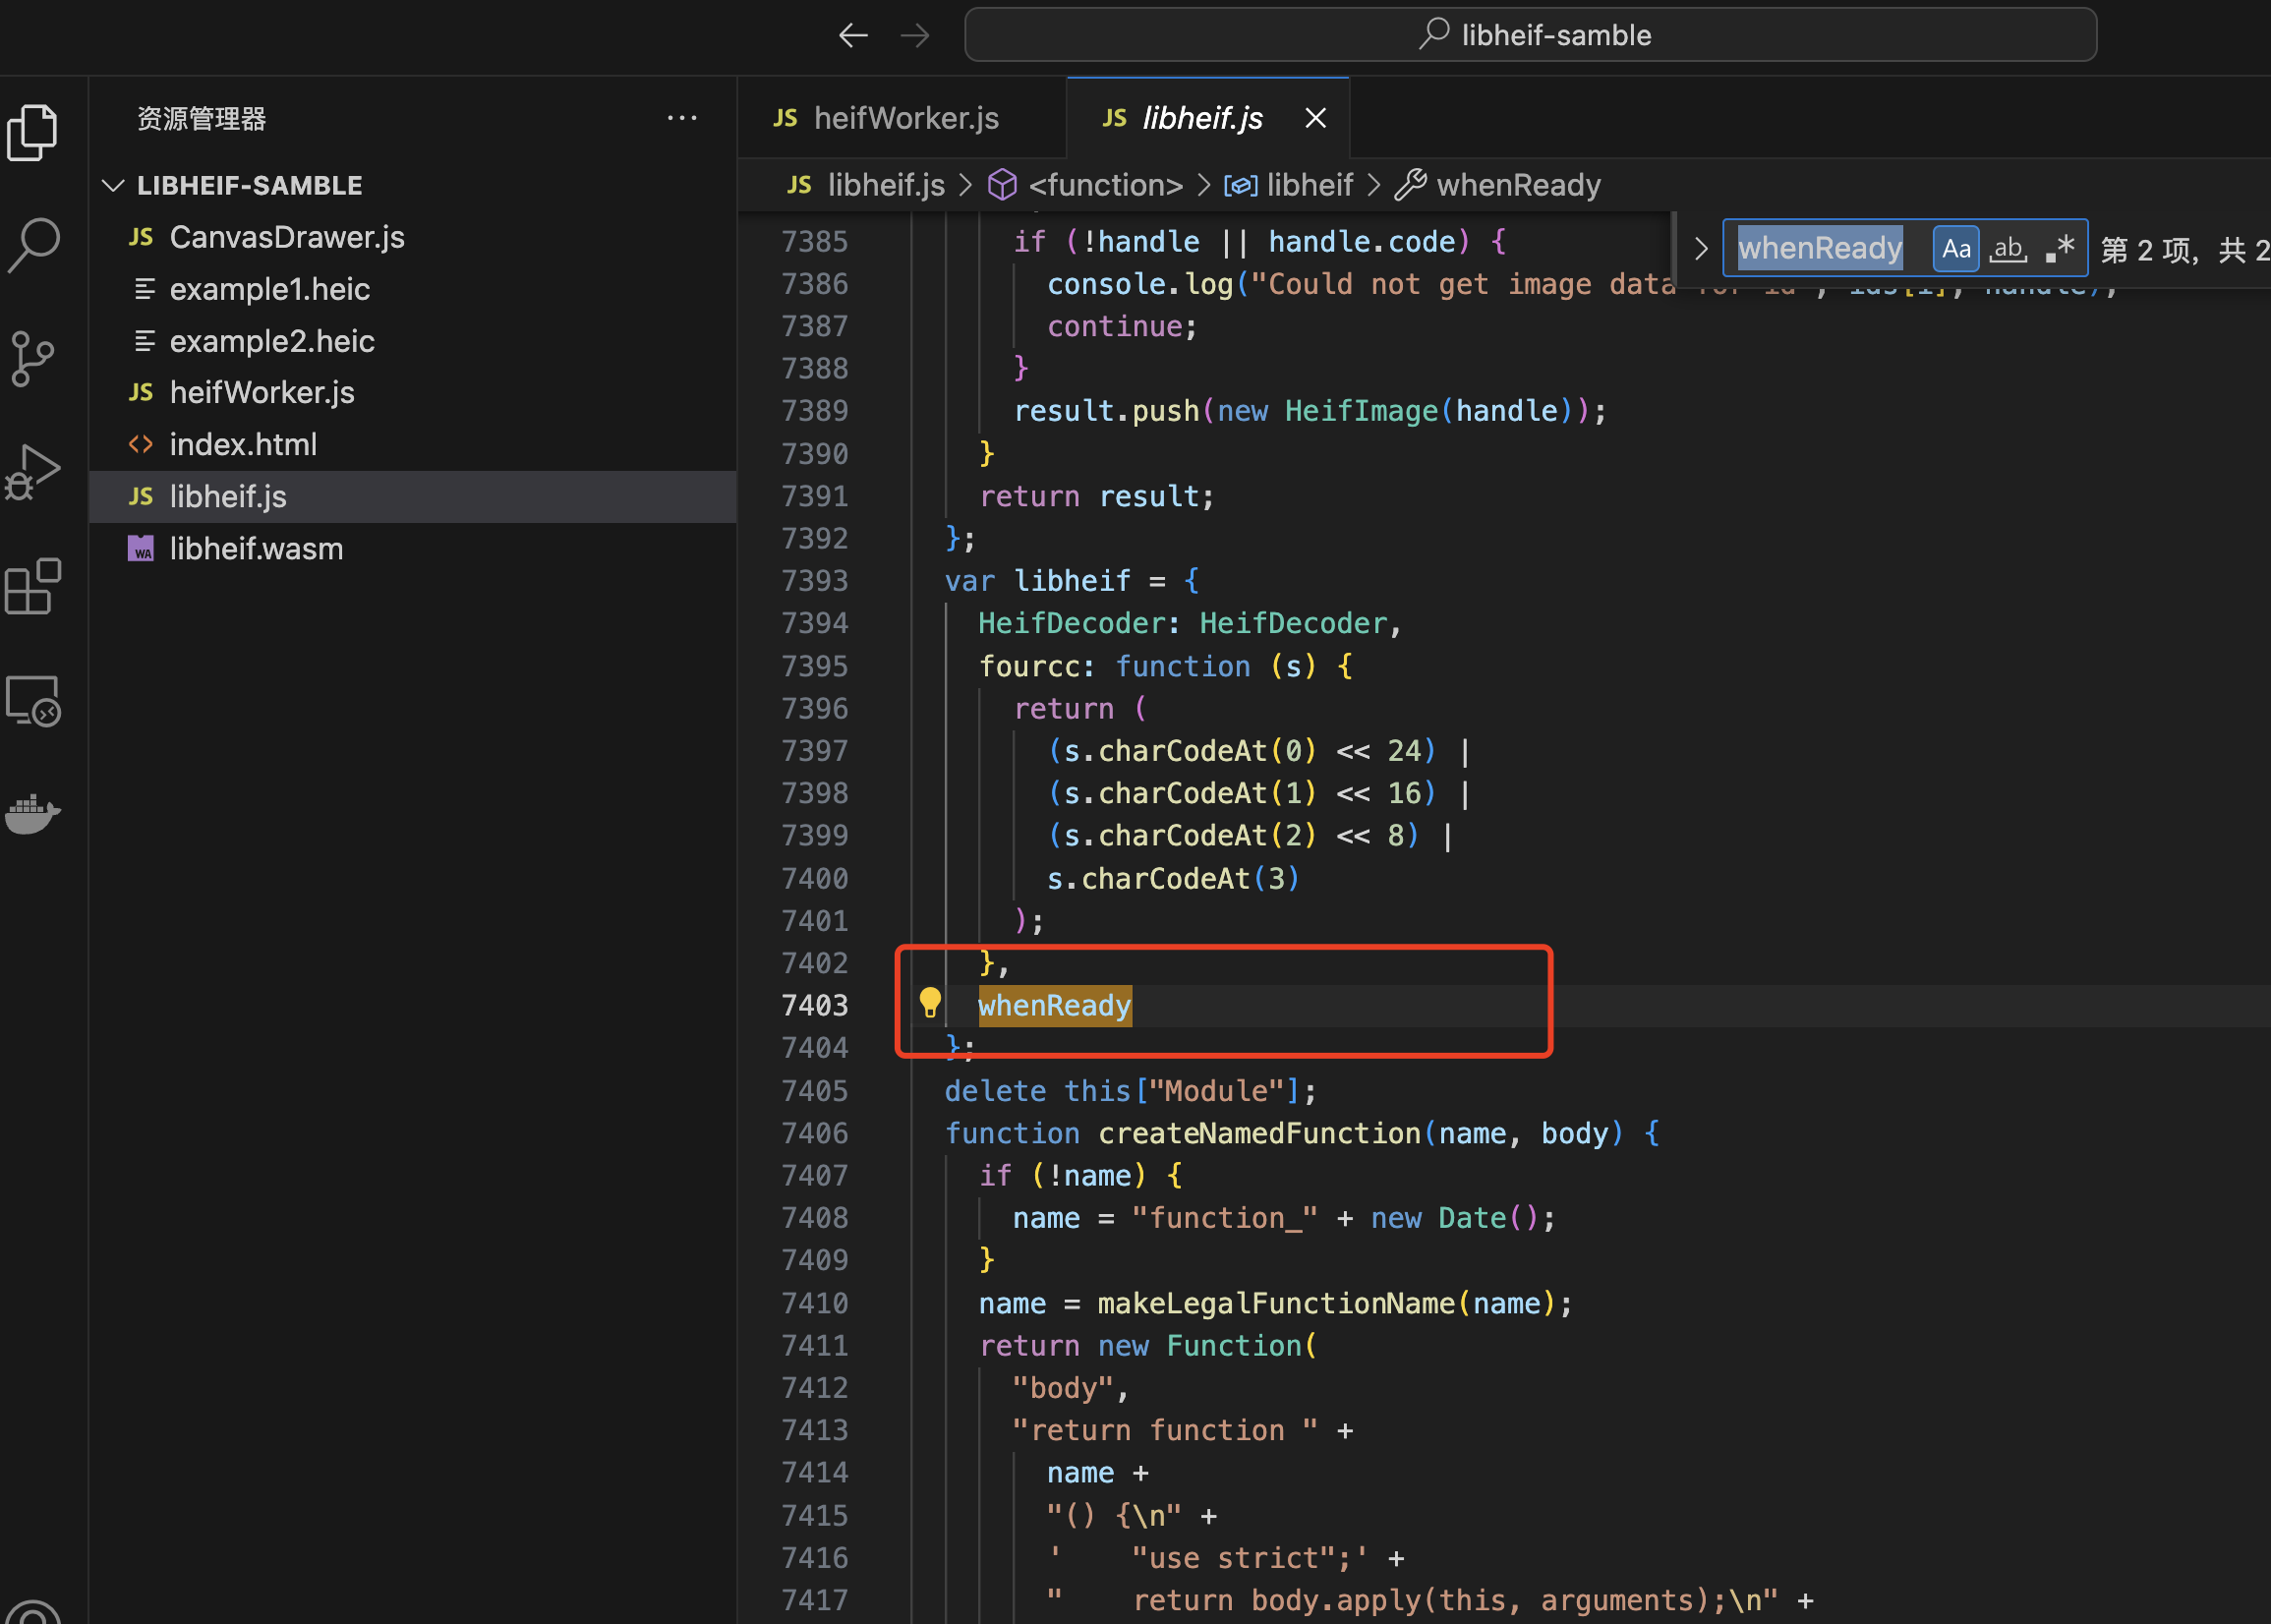 libheif-samble
资源管理器
LIBHEIF-SAMBLE
JS CanvasDrawer.js
example1.heic
example2.heic
JS heifWorker.js
<> index.html
JS libheif.js
WA libheif.wasm
JS heifWorker.js
JS libheif.js
JS libheif.js > <function> > libheif > whenReady
whenReady Aa ab .* 第 2 项，共 2
7385 if (!handle || handle.code) {
7386 console.log("Could not get image data
7387 continue;
7388 }
7389 result.push(new HeifImage(handle));
7390 }
7391 return result;
7392 };
7393 var libheif = {
7394 HeifDecoder: HeifDecoder,
7395 fourcc: function (s) {
7396 return (
7397 (s.charCodeAt(0) << 24) |
7398 (s.charCodeAt(1) << 16) |
7399 (s.charCodeAt(2) << 8) |
7400 s.charCodeAt(3)
7401 );
7402 },
7403 whenReady
7404 };
7405 delete this["Module"];
7406 function createNamedFunction(name, body) {
7407 if (!name) {
7408 name = "function_" + new Date();
7409 }
7410 name = makeLegalFunctionName(name);
7411 return new Function(
7412 "body",
7413 "return function " +
7414 name +
7415 "() {\n" +
7416 '    "use strict";' +
7417 "    return body.apply(this, arguments);\n" +